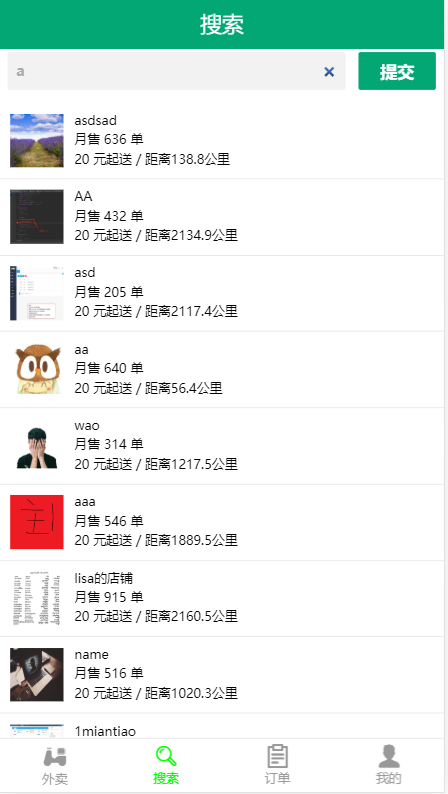 搜索
a
提交
asdsad
月售 636 单
20 元起送 / 距离138.8公里
AA
月售 432 单
20 元起送 / 距离2134.9公里
asd
月售 205 单
20 元起送 / 距离2117.4公里
aa
月售 640 单
20 元起送 / 距离56.4公里
wao
月售 314 单
20 元起送 / 距离1217.5公里
aaa
月售 546 单
20 元起送 / 距离1889.5公里
lisa的店铺
月售 915 单
20 元起送 / 距离2160.5公里
name
月售 516 单
20 元起送 / 距离1020.3公里
1miantiao
外卖
搜索
订单
我的